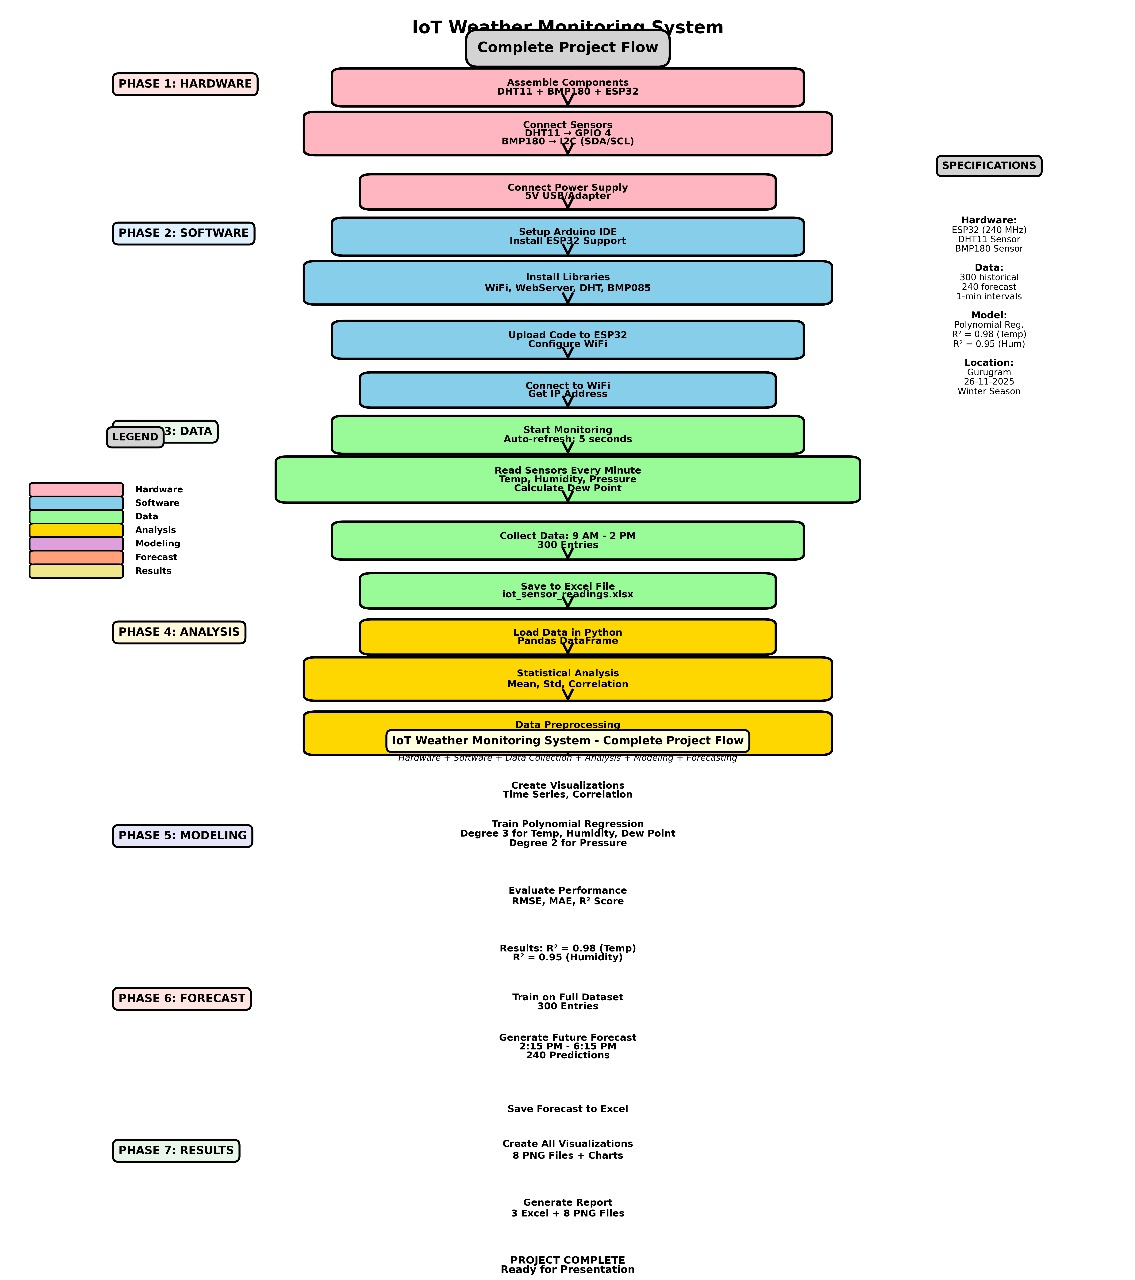 IoT Weather Monitoring System
Complete Project Flow
PHASE 1: HARDWARE
Assemble Components
DHT11 + BMP180 + ESP32
Connect Sensors
DHT11 → GPIO 4
BMP180 → I2C (SDA/SCL)
Connect Power Supply
5V USB/Adapter
PHASE 2: SOFTWARE
Setup Arduino IDE
Install ESP32 Support
Install Libraries
WiFi, WebServer, DHT, BMP085
Upload Code to ESP32
Configure WiFi
Connect to WiFi
Get IP Address
3: DATA
Start Monitoring
Auto-refresh: 5 seconds
Read Sensors Every Minute
Temp, Humidity, Pressure
Calculate Dew Point
Collect Data: 9 AM - 2 PM
300 Entries
Save to Excel File
iot_sensor_readings.xlsx
PHASE 4: ANALYSIS
Load Data in Python
Pandas DataFrame
Statistical Analysis
Mean, Std, Correlation
Data Preprocessing
IoT Weather Monitoring System - Complete Project Flow
Hardware + Software + Data Collection + Analysis + Modeling + Forecasting
Create Visualizations
Time Series, Correlation
PHASE 5: MODELING
Train Polynomial Regression
Degree 3 for Temp, Humidity, Dew Point
Degree 2 for Pressure
Evaluate Performance
RMSE, MAE, R² Score
Results: R² = 0.98 (Temp)
R² = 0.95 (Humidity)
PHASE 6: FORECAST
Train on Full Dataset
300 Entries
Generate Future Forecast
2:15 PM - 6:15 PM
240 Predictions
Save Forecast to Excel
PHASE 7: RESULTS
Create All Visualizations
8 PNG Files + Charts
Generate Report
3 Excel + 8 PNG Files
PROJECT COMPLETE
Ready for Presentation
LEGEND
Hardware
Software
Data
Analysis
Modeling
Forecast
Results
SPECIFICATIONS
Hardware:
ESP32 (240 MHz)
DHT11 Sensor
BMP180 Sensor
Data:
300 historical
240 forecast
1-min intervals
Model:
Polynomial Reg.
R² = 0.98 (Temp)
R² = 0.95 (Hum)
Location:
Gurugram
26-11-2025
Winter Season